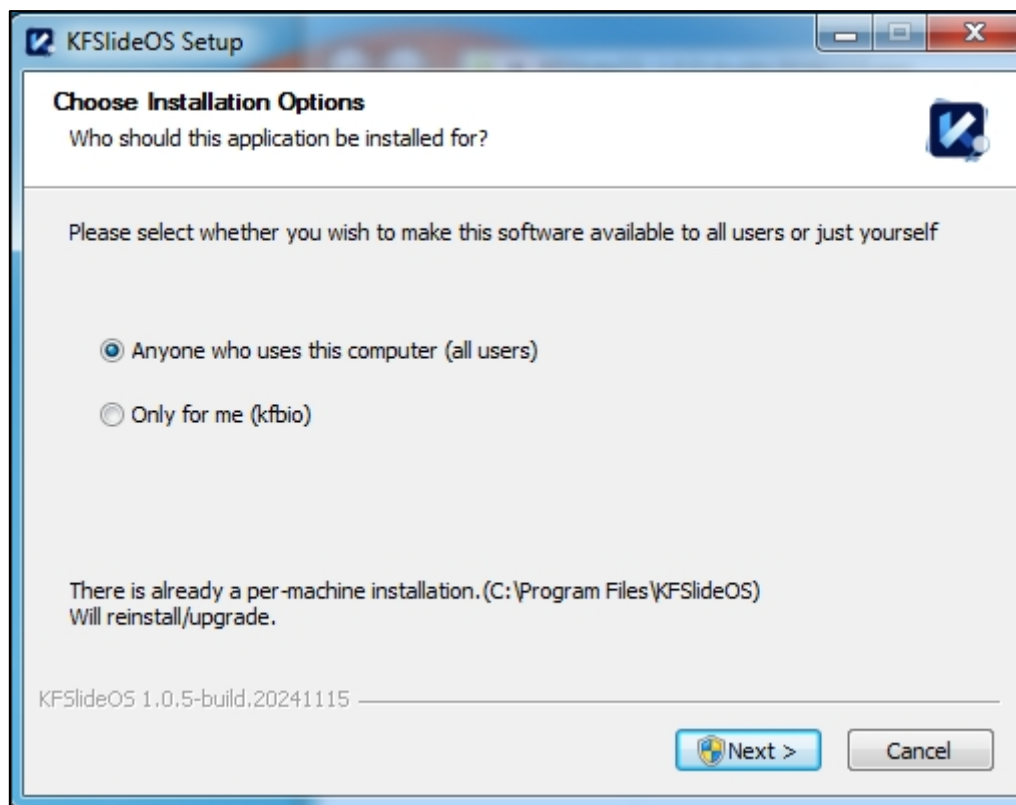 KFSlideOS Setup
Choose Installation Options
Who should this application be installed for?
Please select whether you wish to make this software available to all users or just yourself
Anyone who uses this computer (all users)
Only for me (kfbio)
There is already a per-machine installation.(C:\Program Files\KFSlideOS)
Will reinstall/upgrade.
KFSlideOS 1.0.5-build.20241115
Next >
Cancel